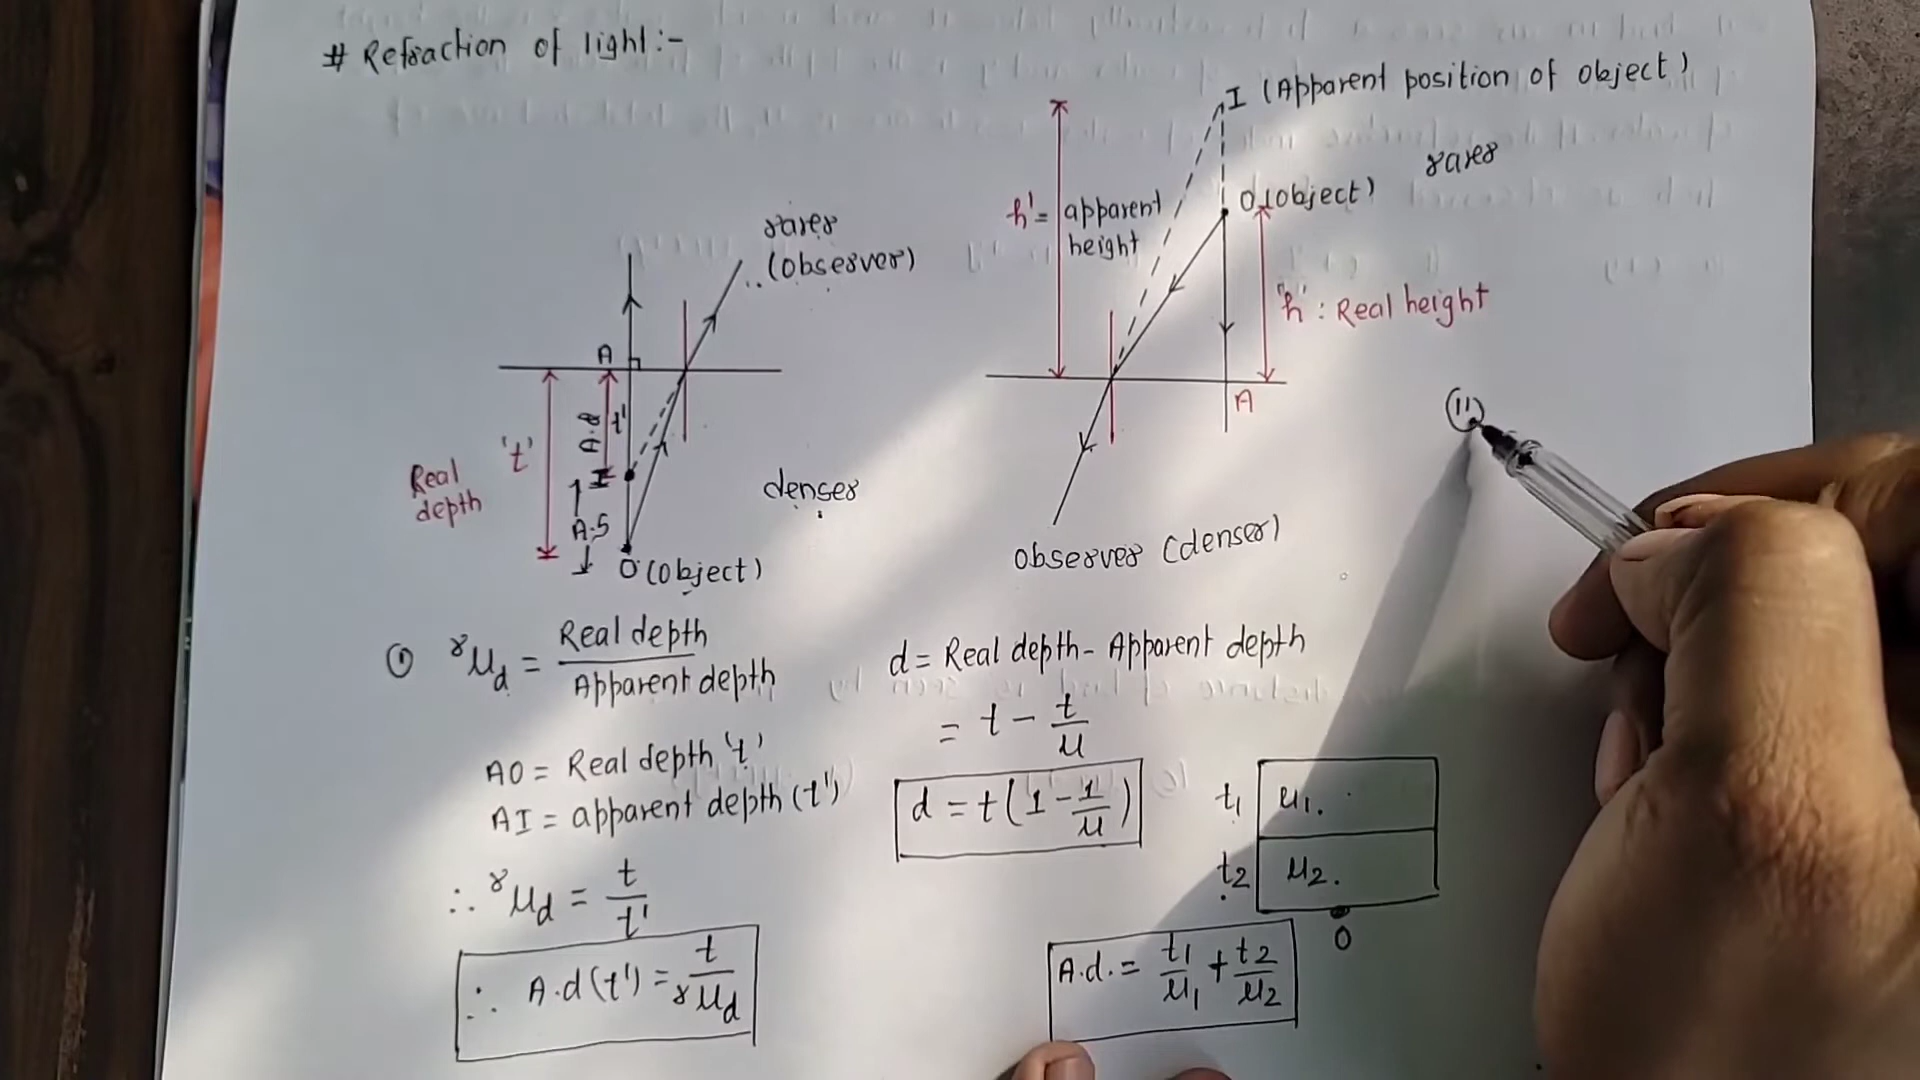 # Refraction of light:-
I (Apparent position of object)
rarer
O (object)
h' = apparent height
'h' : Real height
A
observer (denser)
rarer
(observer)
A
A.d t'
't'
Real
depth
I
A.S
O (object)
denser
(11)
① ʳμd = Real depth / Apparent depth
AO = Real depth 't'
AI = apparent depth (t')
∴ ʳμd = t / t'
∴ A.d (t') = t / ʳμd
d = Real depth - Apparent depth
= t - t/μ
d = t(1 - 1/μ)
t1 μ1.
t2 μ2.
O
A.d. = t1/μ1 + t2/μ2